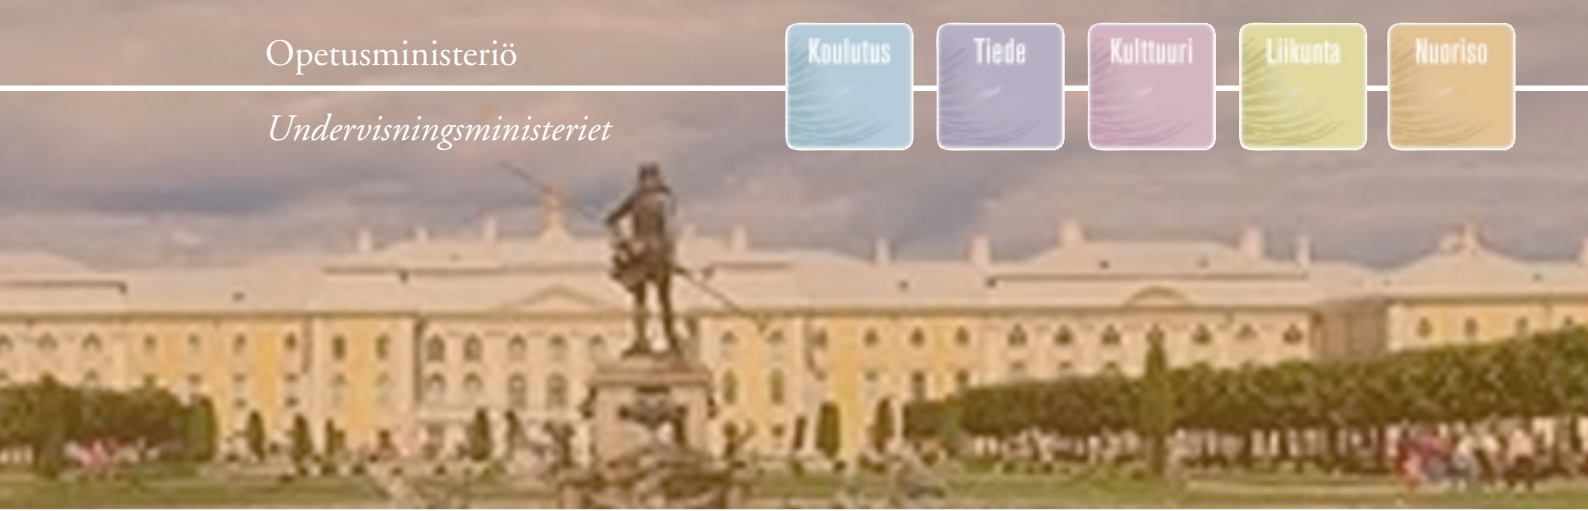 Opetusministeriö
Undervisningsministeriet
Koulutus
Tiede
Kulttuuri
Liikunta
Nuoriso